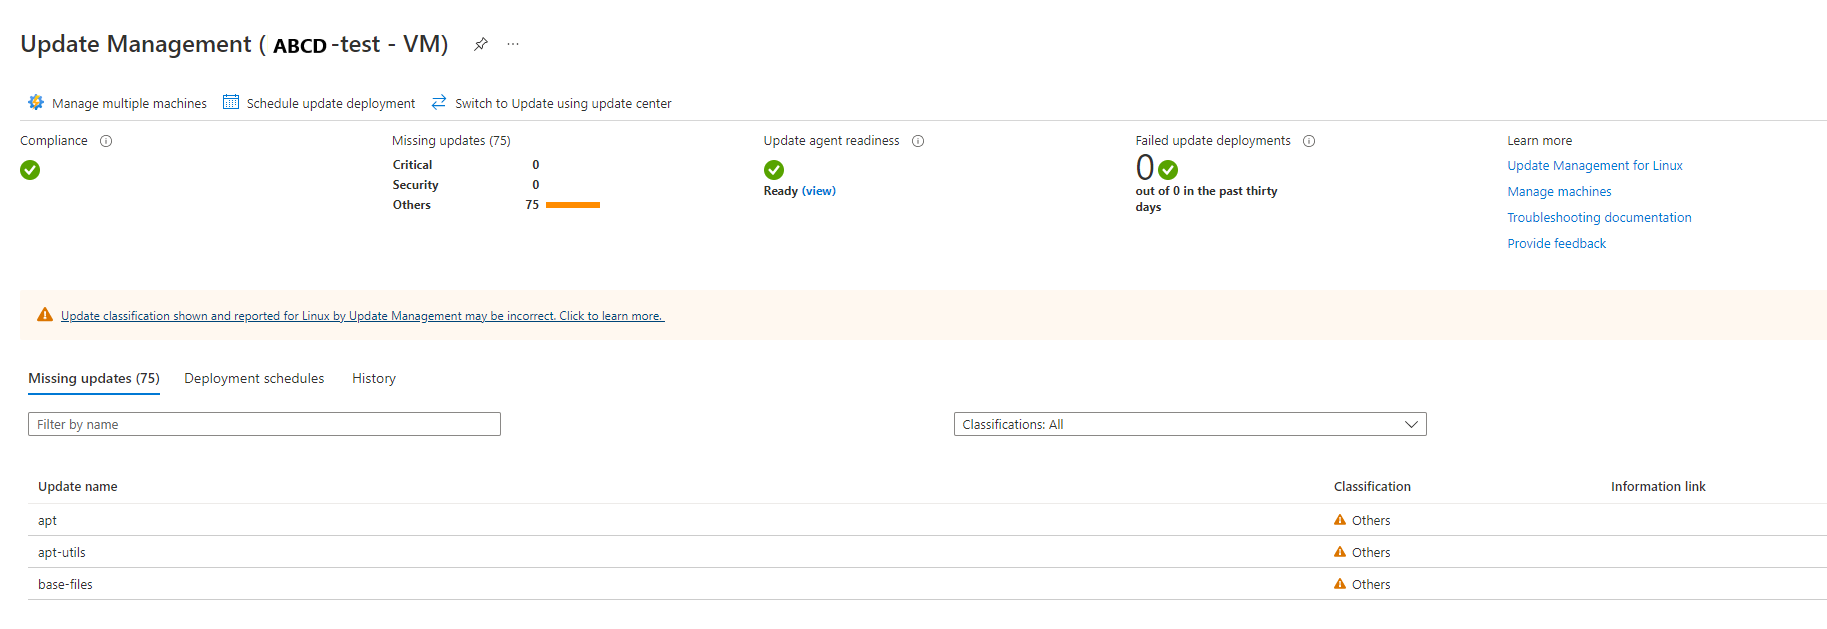 Update Management ( ABCD -test - VM)
Manage multiple machines Schedule update deployment Switch to Update using update center
Compliance
Missing updates (75)
Critical 0
Security 0
Others 75
Update agent readiness
Ready (view)
Failed update deployments
0
out of 0 in the past thirty
days
Learn more
Update Management for Linux
Manage machines
Troubleshooting documentation
Provide feedback
Update classification shown and reported for Linux by Update Management may be incorrect. Click to learn more.
Missing updates (75) Deployment schedules History
Filter by name Classifications: All
Update name Classification Information link
apt Others
apt-utils Others
base-files Others